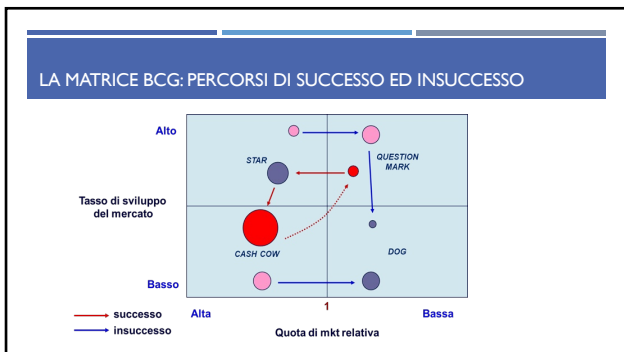 LA MATRICE BCG: PERCORSI DI SUCCESSO ED INSUCCESSO
Alto
STAR
QUESTION
MARK
Tasso di sviluppo
del mercato
CASH COW
DOG
Basso
Alta
1
Bassa
successo
insuccesso
Quota di mkt relativa